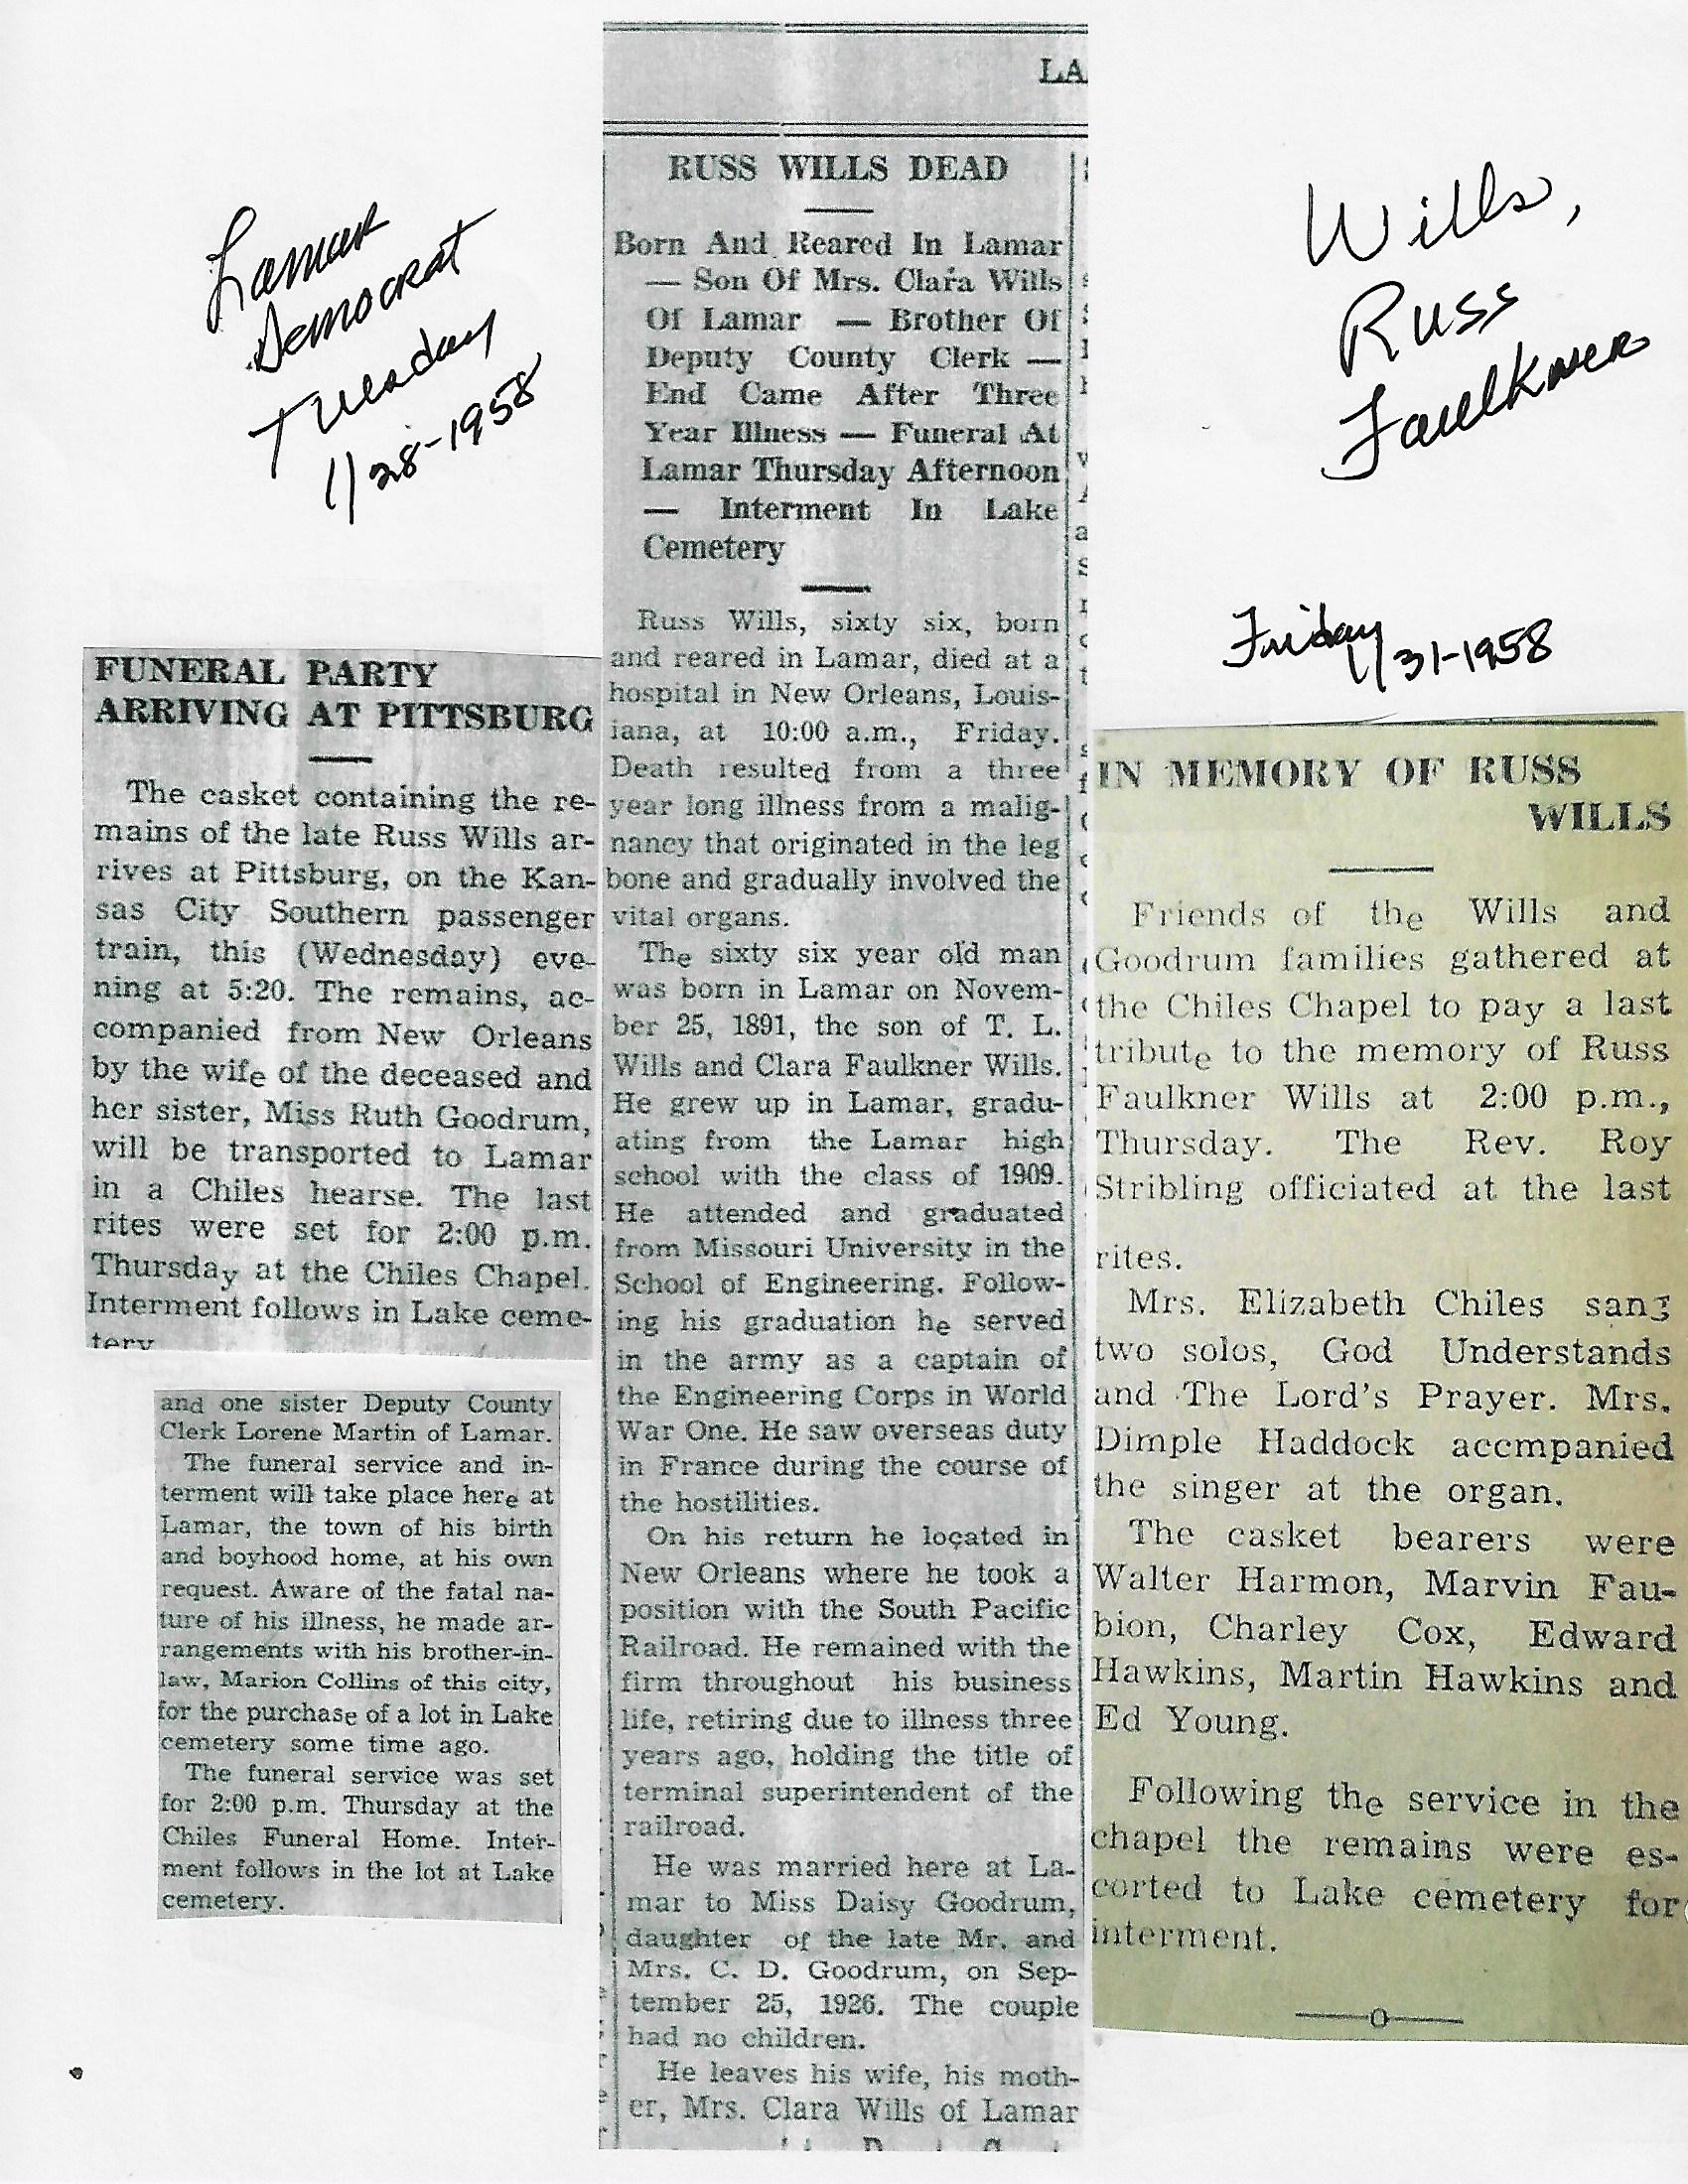 Lamar
Democrat
Tuesday
1/28-1958
Wills,
Russ
Faulkner
Friday
1/31-1958
LA
RUSS WILLS DEAD
Born And Reared In Lamar
— Son Of Mrs. Clara Wills
Of Lamar — Brother Of
Deputy County Clerk —
End Came After Three
Year Illness — Funeral At
Lamar Thursday Afternoon
— Interment In Lake
Cemetery
Russ Wills, sixty six, born
and reared in Lamar, died at a
hospital in New Orleans, Louis-
iana, at 10:00 a.m., Friday.
Death resulted from a three
year long illness from a malig-
nancy that originated in the leg
bone and gradually involved the
vital organs.
The sixty six year old man
was born in Lamar on Novem-
ber 25, 1891, the son of T. L.
Wills and Clara Faulkner Wills.
He grew up in Lamar, gradu-
ating from the Lamar high
school with the class of 1909.
He attended and graduated
from Missouri University in the
School of Engineering. Follow-
ing his graduation he served
in the army as a captain of
the Engineering Corps in World
War One. He saw overseas duty
in France during the course of
the hostilities.
On his return he located in
New Orleans where he took a
position with the South Pacific
Railroad. He remained with the
firm throughout his business
life, retiring due to illness three
years ago, holding the title of
terminal superintendent of the
railroad.
He was married here at La-
mar to Miss Daisy Goodrum,
daughter of the late Mr. and
Mrs. C. D. Goodrum, on Sep-
tember 25, 1926. The couple
had no children.
He leaves his wife, his moth-
er, Mrs. Clara Wills of Lamar
and one sister Deputy County
Clerk Lorene Martin of Lamar.
The funeral service and in-
terment will take place here at
Lamar, the town of his birth
and boyhood home, at his own
request. Aware of the fatal na-
ture of his illness, he made ar-
rangements with his brother-in-
law, Marion Collins of this city,
for the purchase of a lot in Lake
cemetery some time ago.
The funeral service was set
for 2:00 p.m. Thursday at the
Chiles Funeral Home. Inter-
ment follows in the lot at Lake
cemetery.
FUNERAL PARTY
ARRIVING AT PITTSBURG
The casket containing the re-
mains of the late Russ Wills ar-
rives at Pittsburg, on the Kan-
sas City Southern passenger
train, this (Wednesday) eve-
ning at 5:20. The remains, ac-
companied from New Orleans
by the wife of the deceased and
her sister, Miss Ruth Goodrum,
will be transported to Lamar
in a Chiles hearse. The last
rites were set for 2:00 p.m.
Thursday at the Chiles Chapel.
Interment follows in Lake ceme-
tery
IN MEMORY OF RUSS
WILLS
Friends of the Wills and
Goodrum families gathered at
the Chiles Chapel to pay a last
tribute to the memory of Russ
Faulkner Wills at 2:00 p.m.,
Thursday. The Rev. Roy
Stribling officiated at the last
rites.
Mrs. Elizabeth Chiles sang
two solos, God Understands
and The Lord's Prayer. Mrs.
Dimple Haddock accmpanied
the singer at the organ.
The casket bearers were
Walter Harmon, Marvin Fau-
bion, Charley Cox, Edward
Hawkins, Martin Hawkins and
Ed Young.
Following the service in the
chapel the remains were es-
corted to Lake cemetery for
interment.